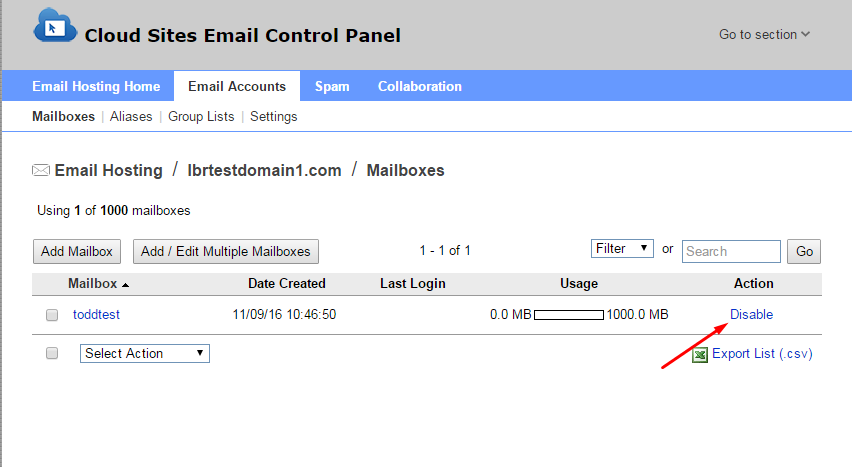 Cloud Sites Email Control Panel
Go to section
Email Hosting Home Email Accounts Spam Collaboration
Mailboxes | Aliases | Group Lists | Settings
Email Hosting / lbrtestdomain1.com / Mailboxes
Using 1 of 1000 mailboxes
Add Mailbox Add / Edit Multiple Mailboxes 1 - 1 of 1 Filter or Search Go
Mailbox Date Created Last Login Usage Action
toddtest 11/09/16 10:46:50 0.0 MB 1000.0 MB Disable
Select Action Export List (.csv)